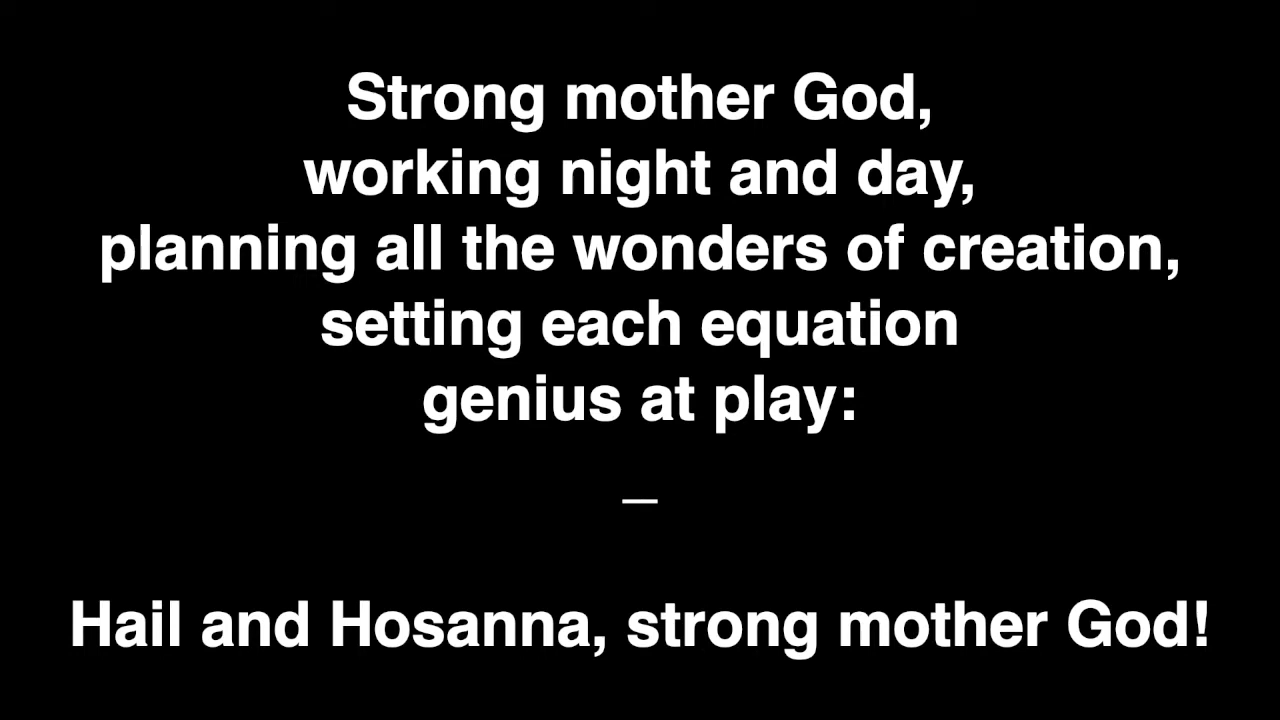 Strong mother God,
working night and day,
planning all the wonders of creation,
setting each equation
genius at play:
_
Hail and Hosanna, strong mother God!